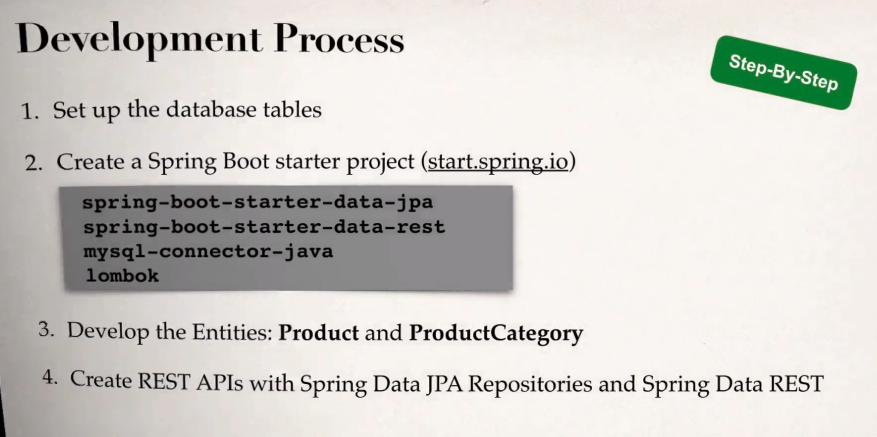 Development Process
Step-By-Step
1. Set up the database tables
2. Create a Spring Boot starter project (start.spring.io)
spring-boot-starter-data-jpa
spring-boot-starter-data-rest
mysql-connector-java
lombok
3. Develop the Entities: Product and ProductCategory
4. Create REST APIs with Spring Data JPA Repositories and Spring Data REST